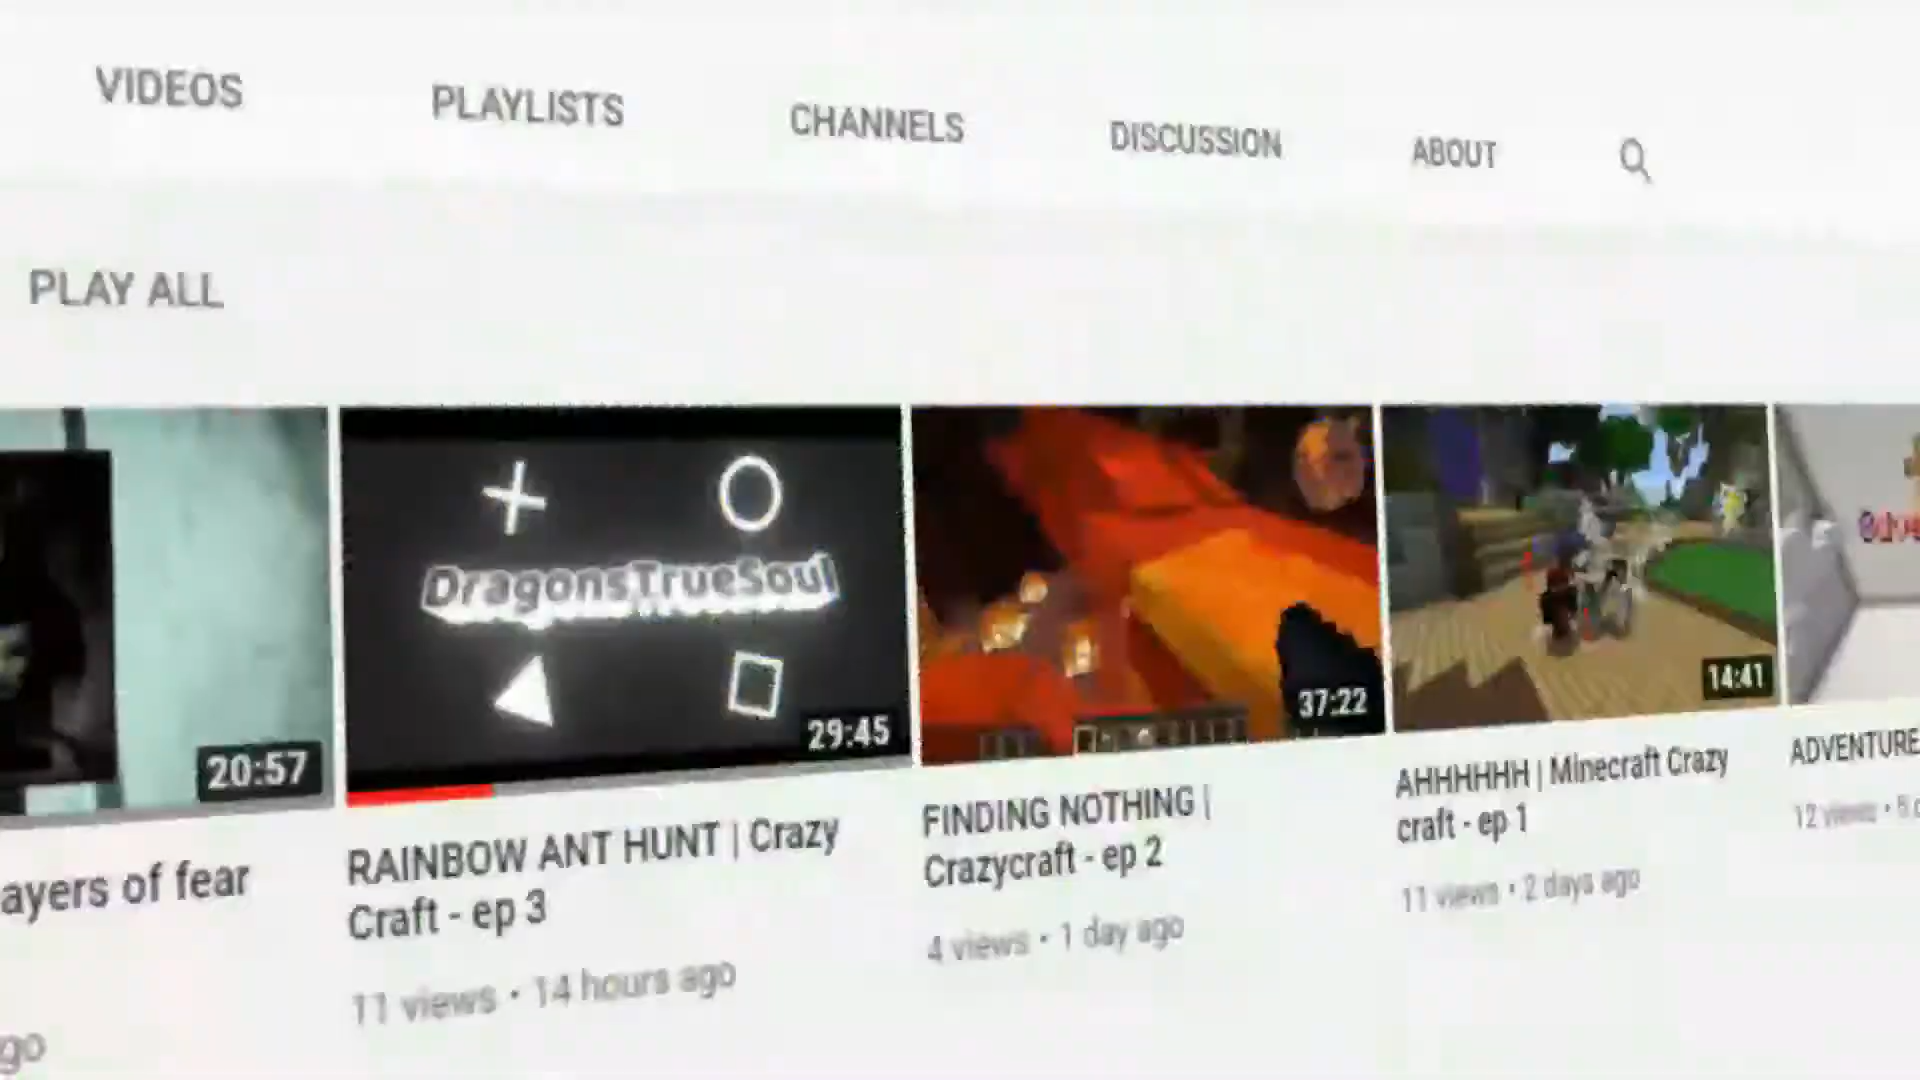 VIDEOS PLAYLISTS CHANNELS DISCUSSION ABOUT
PLAY ALL
DragonsTrueSoul
20:57
29:45
37:22
14:41
ayers of fear
RAINBOW ANT HUNT | Crazy
Craft - ep 3
11 views • 14 hours ago
FINDING NOTHING |
Crazycraft - ep 2
4 views • 1 day ago
AHHHHHH | Minecraft Crazy
craft - ep 1
11 views • 2 days ago
ADVENTURE
12 views •
go